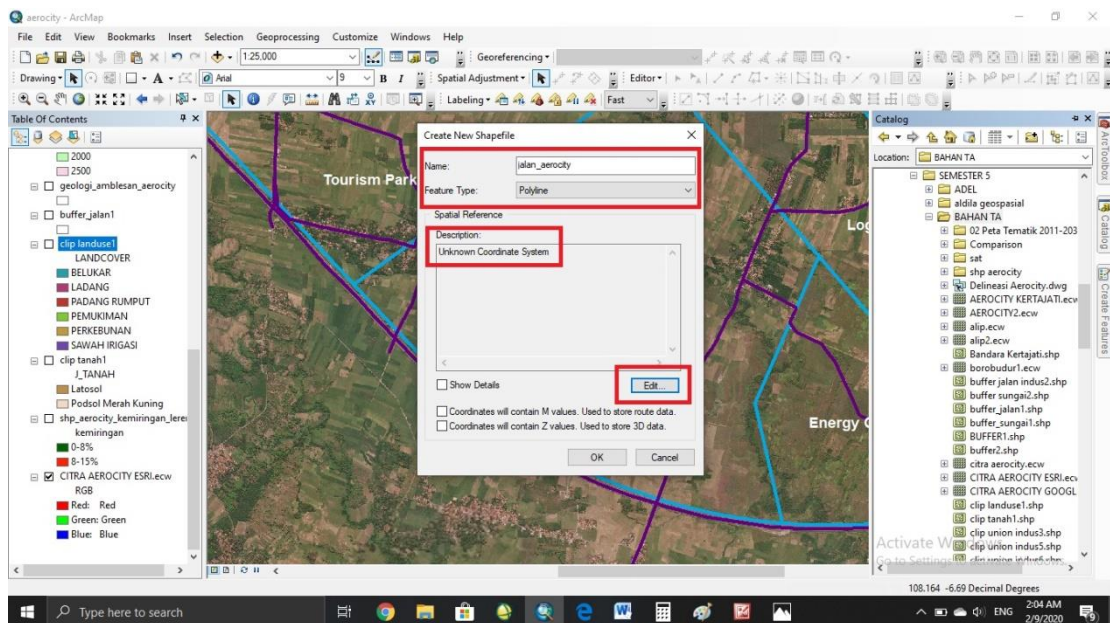 aerocity - ArcMap
File Edit View Bookmarks Insert Selection Geoprocessing Customize Windows Help
1:25.000
Georeferencing
Drawing
A
Arial
9
B I
Spatial Adjustment
Editor
Labeling
Fast
Table Of Contents
2000
2500
geologi_amblesan_aerocity
buffer_jalan1
clip landuse1
LANDCOVER
BELUKAR
LADANG
PADANG RUMPUT
PEMUKIMAN
PERKEBUNAN
SAWAH IRIGASI
clip tanah1
J_TANAH
Latosol
Podsol Merah Kuning
shp_aerocity_kemiringan_lere
kemiringan
0-8%
8-15%
CITRA AEROCITY ESRI.ecw
RGB
Red: Red
Green: Green
Blue: Blue
Tourism Park
Energy
Create New Shapefile
Name:
jalan_aerocity
Feature Type:
Polyline
Spatial Reference
Description:
Unknown Coordinate System
Show Details
Edit...
Coordinates will contain M values. Used to store route data.
Coordinates will contain Z values. Used to store 3D data.
OK
Cancel
Catalog
Location:
BAHAN TA
SEMESTER 5
ADEL
aldila geospasial
BAHAN TA
02 Peta Tematik 2011-203
Comparison
sat
shp aerocity
Delineasi Aerocity.dwg
AEROCITY KERTAJATI.ecw
AEROCITY2.ecw
alip.ecw
alip2.ecw
Bandara Kertajati.shp
borobudur1.ecw
buffer jalan indus2.shp
buffer sungai2.shp
buffer_jalan1.shp
buffer_sungai1.shp
BUFFER1.shp
buffer2.shp
citra aerocity.ecw
CITRA AEROCITY ESRI.ecw
CITRA AEROCITY GOOGL
clip landuse1.shp
clip tanah1.shp
clip union indus3.shp
clip union indus5.shp
ArcToolbox
Catalog
Create Features
108.164 -6.69 Decimal Degrees
Type here to search
ENG
2:04 AM
2/9/2020